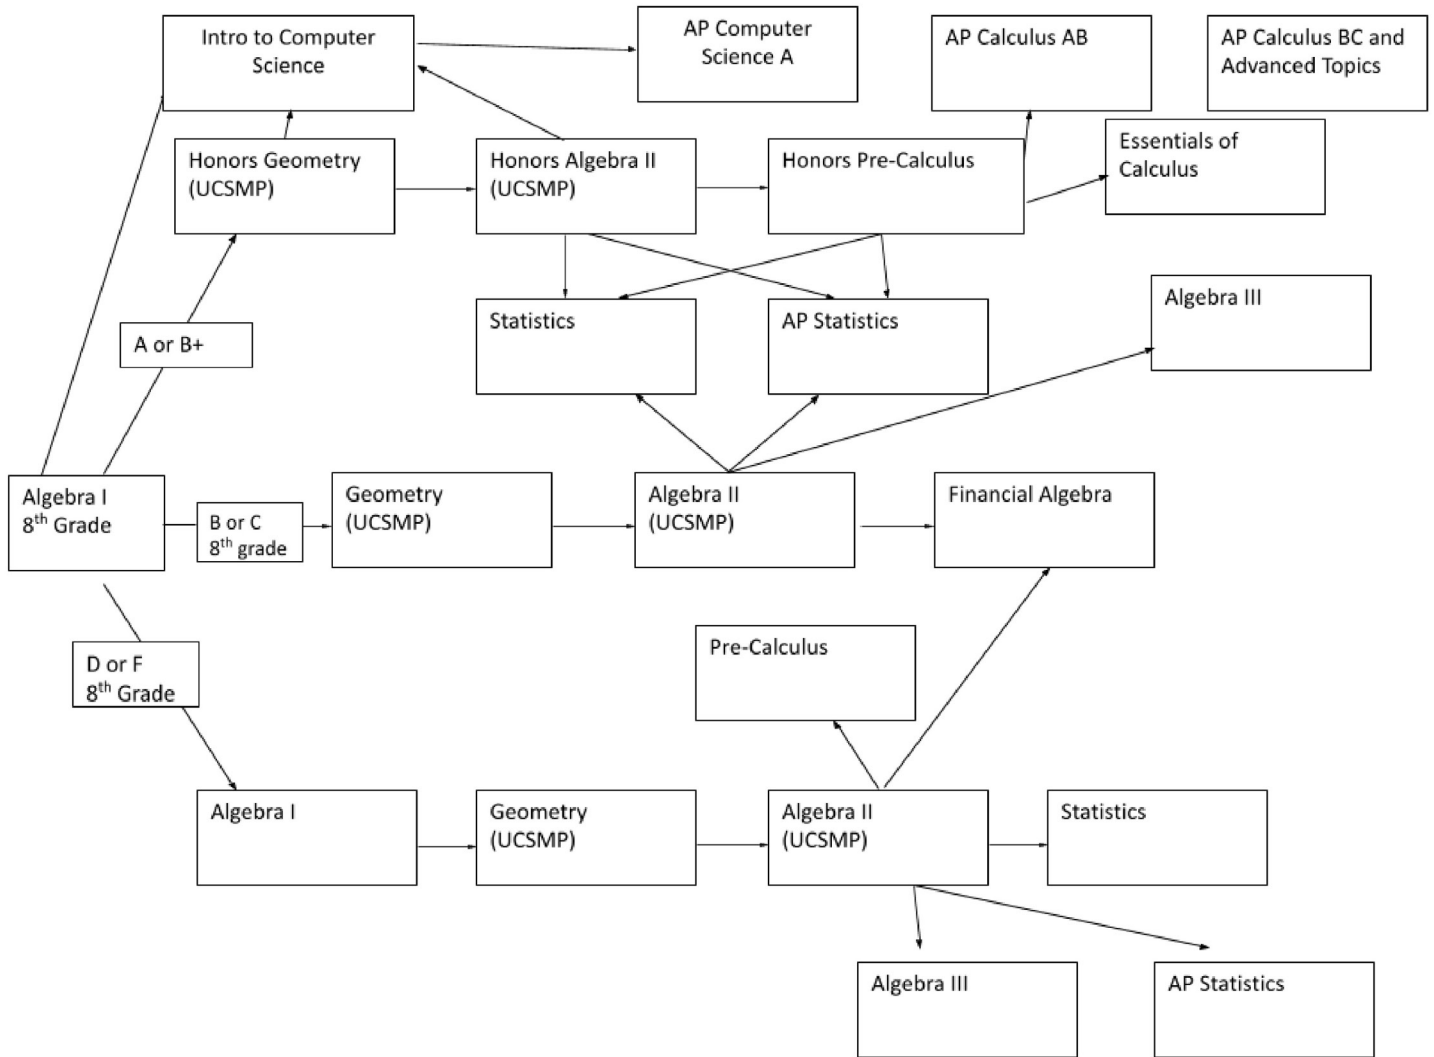 Intro to Computer
Science
AP Computer
Science A
AP Calculus AB
AP Calculus BC and
Advanced Topics
Honors Geometry
(UCSMP)
Honors Algebra II
(UCSMP)
Honors Pre-Calculus
Essentials of
Calculus
Statistics
AP Statistics
Algebra III
A or B+
Algebra I
8th Grade
B or C
8th grade
Geometry
(UCSMP)
Algebra II
(UCSMP)
Financial Algebra
D or F
8th Grade
Pre-Calculus
Algebra I
Geometry
(UCSMP)
Algebra II
(UCSMP)
Statistics
Algebra III
AP Statistics